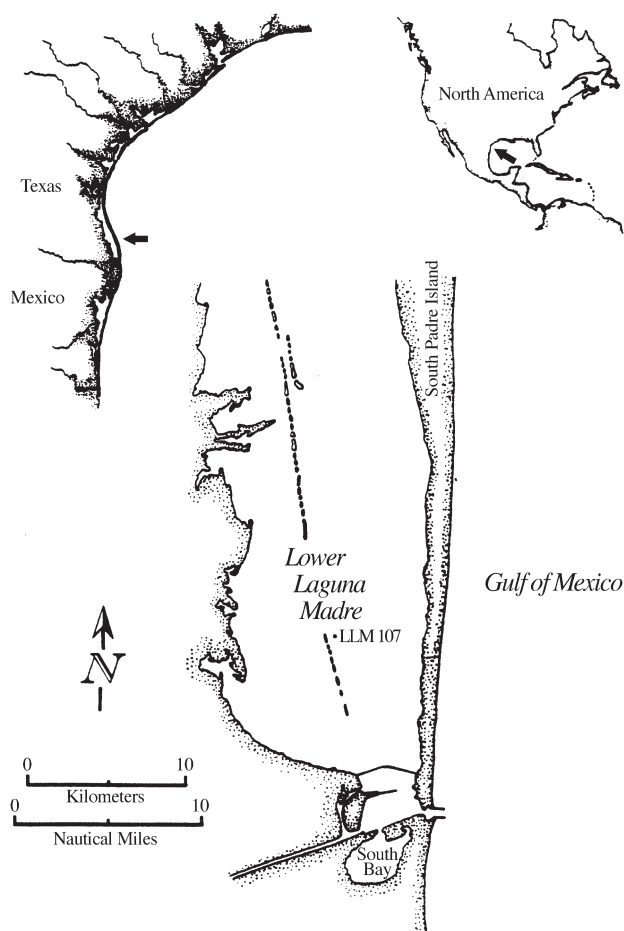 North America
Texas
Mexico
South Padre Island
Lower
Laguna
Madre
Gulf of Mexico
LLM 107
N
0 10
Kilometers
0 10
Nautical Miles
South
Bay